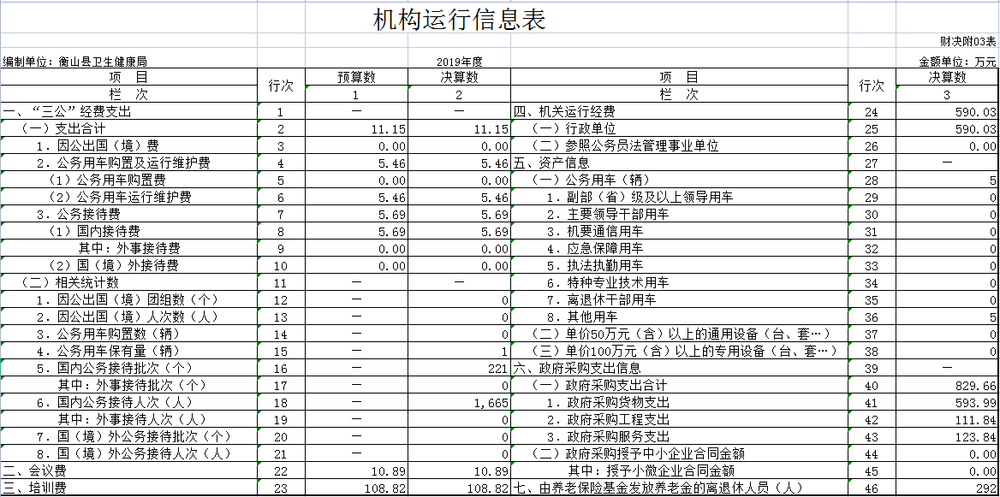 机构运行信息表
财决附03表
编制单位：衡山县卫生健康局 2019年度 金额单位：万元
项 目 行次 预算数 决算数 项 目 行次 决算数
栏 次 1 2 栏 次 3
一、“三公”经费支出 1 — — 四、机关运行经费 24 590.03
（一）支出合计 2 11.15 11.15 （一）行政单位 25 590.03
1．因公出国（境）费 3 0.00 0.00 （二）参照公务员法管理事业单位 26 0.00
2．公务用车购置及运行维护费 4 5.46 5.46 五、资产信息 27 —
（1）公务用车购置费 5 0.00 0.00 （一）公务用车（辆） 28 5
（2）公务用车运行维护费 6 5.46 5.46 1．副部（省）级及以上领导用车 29 0
3．公务接待费 7 5.69 5.69 2．主要领导干部用车 30 0
（1）国内接待费 8 5.69 5.69 3．机要通信用车 31 0
其中：外事接待费 9 0.00 0.00 4．应急保障用车 32 0
（2）国（境）外接待费 10 0.00 0.00 5．执法执勤用车 33 0
（二）相关统计数 11 — — 6．特种专业技术用车 34 0
1．因公出国（境）团组数（个） 12 — 0 7．离退休干部用车 35 0
2．因公出国（境）人次数（人） 13 — 0 8．其他用车 36 5
3．公务用车购置数（辆） 14 — 0 （二）单价50万元（含）以上的通用设备（台、套…） 37 0
4．公务用车保有量（辆） 15 — 1 （三）单价100万元（含）以上的专用设备（台、套…） 38 0
5．国内公务接待批次（个） 16 — 221 六、政府采购支出信息 39 —
其中：外事接待批次（个） 17 — 0 （一）政府采购支出合计 40 829.66
6．国内公务接待人次（人） 18 — 1,665 1．政府采购货物支出 41 593.99
其中：外事接待人次（人） 19 — 0 2．政府采购工程支出 42 111.84
7．国（境）外公务接待批次（个） 20 — 0 3．政府采购服务支出 43 123.84
8．国（境）外公务接待人次（人） 21 — 0 （二）政府采购授予中小企业合同金额 44 0.00
二、会议费 22 10.89 10.89 其中：授予小微企业合同金额 45 0.00
三、培训费 23 108.82 108.82 七、由养老保险基金发放养老金的离退休人员（人） 46 292